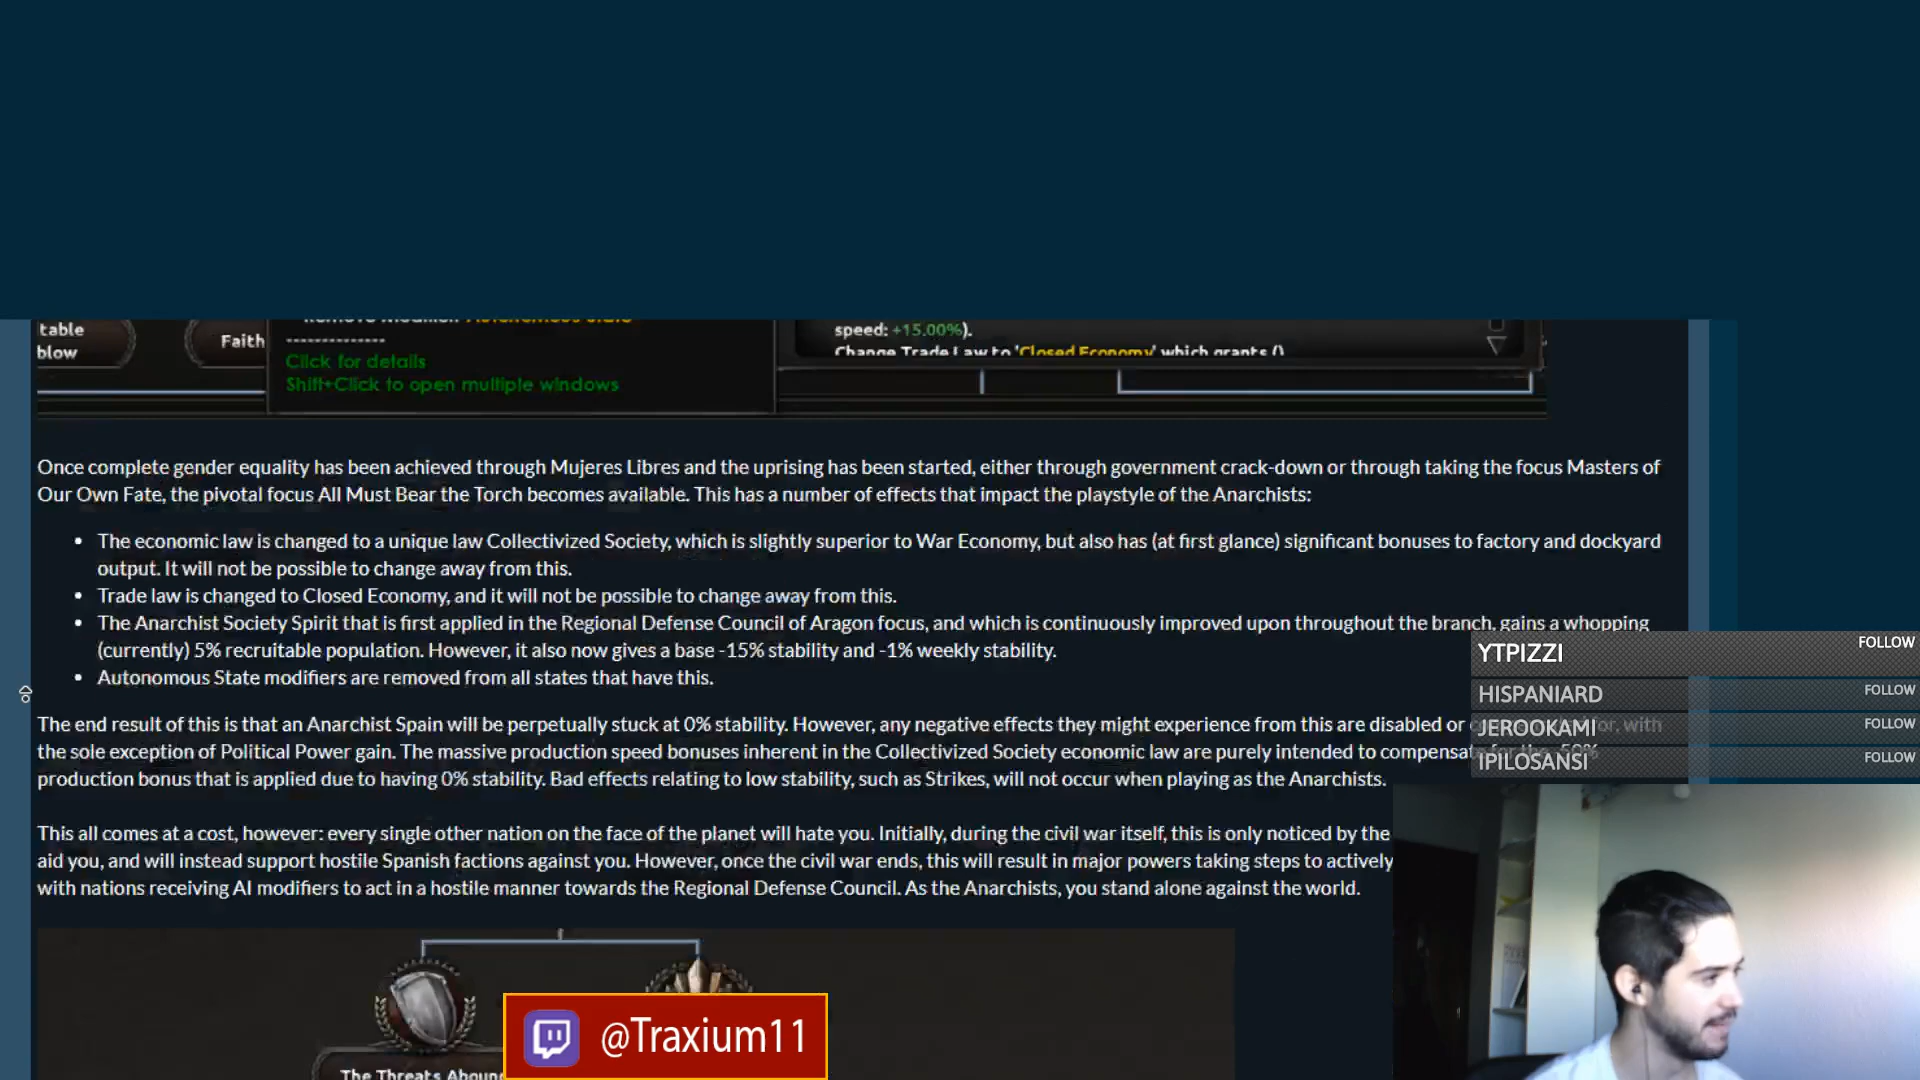 table
blow
Faith
Click for details
Shift+Click to open multiple windows
speed: +15.00%).
Change Trade Law to 'Closed Economy' which grants ()
Once complete gender equality has been achieved through Mujeres Libres and the uprising has been started, either through government crack-down or through taking the focus Masters of
Our Own Fate, the pivotal focus All Must Bear the Torch becomes available. This has a number of effects that impact the playstyle of the Anarchists:
• The economic law is changed to a unique law Collectivized Society, which is slightly superior to War Economy, but also has (at first glance) significant bonuses to factory and dockyard
output. It will not be possible to change away from this.
• Trade law is changed to Closed Economy, and it will not be possible to change away from this.
• The Anarchist Society Spirit that is first applied in the Regional Defense Council of Aragon focus, and which is continuously improved upon throughout the branch, gains a whopping
(currently) 5% recruitable population. However, it also now gives a base -15% stability and -1% weekly stability.
• Autonomous State modifiers are removed from all states that have this.
The end result of this is that an Anarchist Spain will be perpetually stuck at 0% stability. However, any negative effects they might experience from this are disabled or for, with
the sole exception of Political Power gain. The massive production speed bonuses inherent in the Collectivized Society economic law are purely intended to compensate for the -50%
production bonus that is applied due to having 0% stability. Bad effects relating to low stability, such as Strikes, will not occur when playing as the Anarchists.
This all comes at a cost, however: every single other nation on the face of the planet will hate you. Initially, during the civil war itself, this is only noticed by the
aid you, and will instead support hostile Spanish factions against you. However, once the civil war ends, this will result in major powers taking steps to actively
with nations receiving AI modifiers to act in a hostile manner towards the Regional Defense Council. As the Anarchists, you stand alone against the world.
YTPIZZI FOLLOW
HISPANIARD FOLLOW
JEROOKAMI FOLLOW
IPILOSANSI FOLLOW
The Threats Abound
@Traxium11